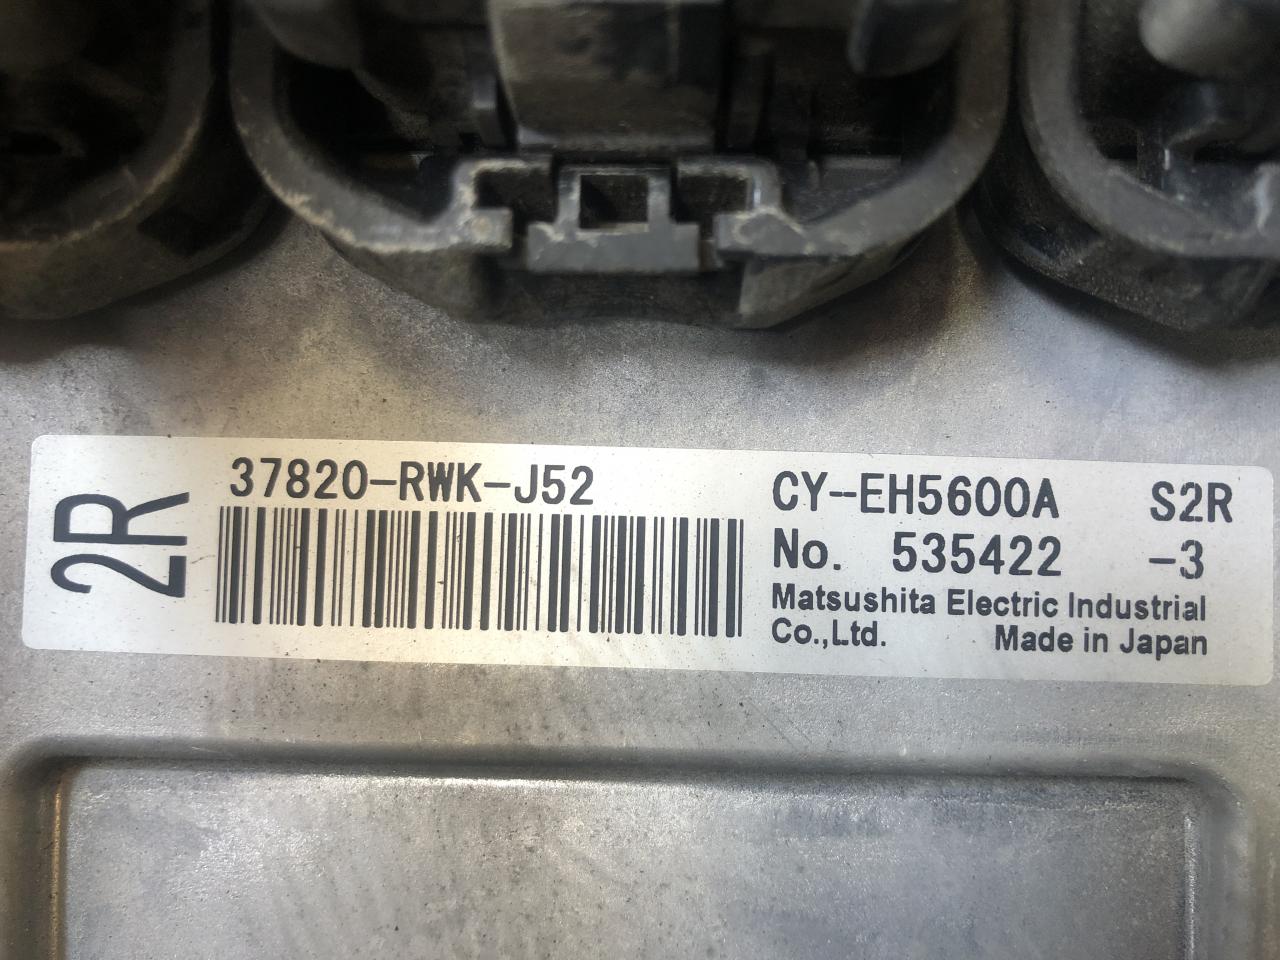 2R
37820-RWK-J52
CY-EH5600A S2R
No. 535422 -3
Matsushita Electric Industrial
Co.,Ltd. Made in Japan